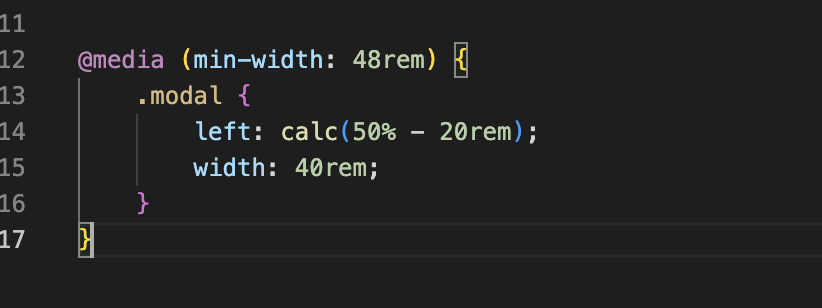 11
12 @media (min-width: 48rem) {
13 .modal {
14 left: calc(50% - 20rem);
15 width: 40rem;
16 }
17 }